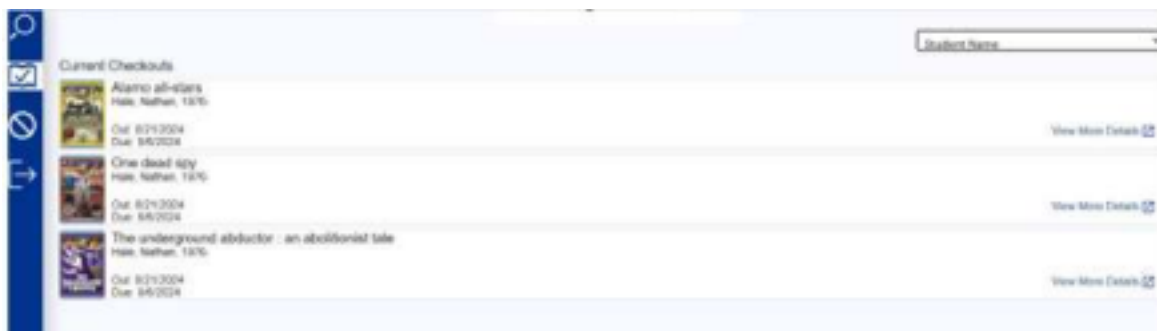 Student Name
Current Checkouts
Alamo all-stars
Hale, Nathan, 1976-
Out: 8/21/2024
Due: 9/6/2024
View More Details
One dead spy
Hale, Nathan, 1976-
Out: 8/21/2024
Due: 9/6/2024
View More Details
The underground abductor : an abolitionist tale
Hale, Nathan, 1976-
Out: 8/21/2024
Due: 9/6/2024
View More Details